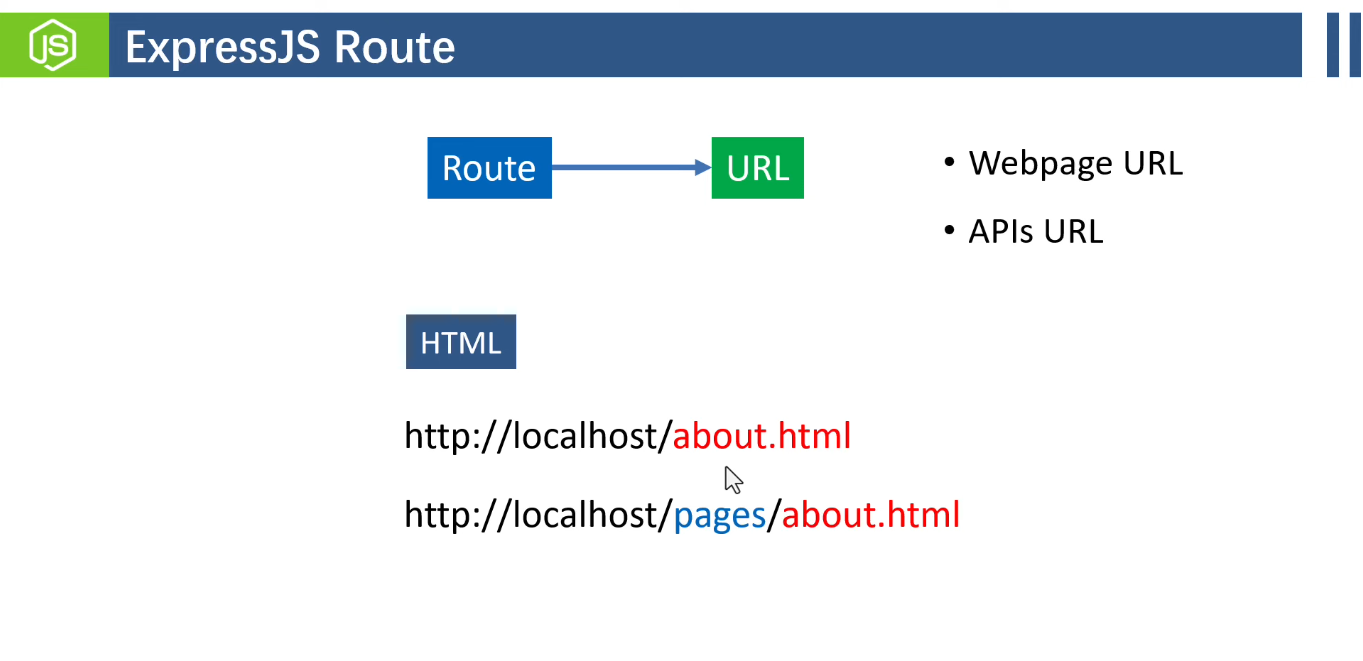 JS
ExpressJS Route
Route
URL
• Webpage URL
• APIs URL
HTML
http://localhost/about.html
http://localhost/pages/about.html